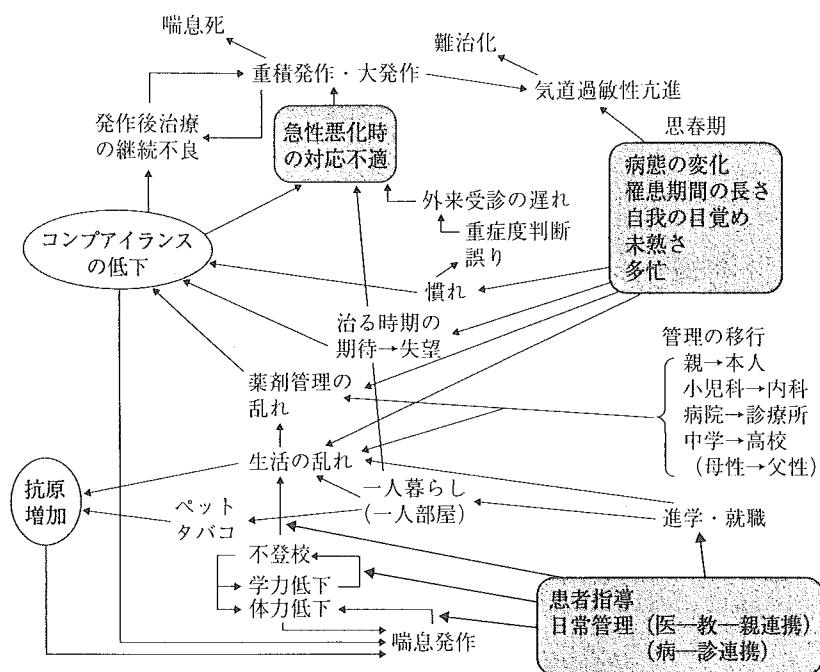 喘息死
難治化
重積発作・大発作
気道過敏性亢進
思春期
発作後治療
の継続不良
急性悪化時
の対応不適
病態の変化
罹患期間の長さ
自我の目覚め
未熟さ
多忙
外来受診の遅れ
重症度判断
誤り
コンプアイランス
の低下
慣れ
治る時期の
期待→失望
管理の移行
親→本人
小児科→内科
病院→診療所
中学→高校
(母性→父性)
薬剤管理の
乱れ
生活の乱れ
抗原
増加
ペット
タバコ
一人暮らし
(一人部屋)
進学・就職
不登校
学力低下
体力低下
喘息発作
患者指導
日常管理(医―教―親連携)
(病―診連携)